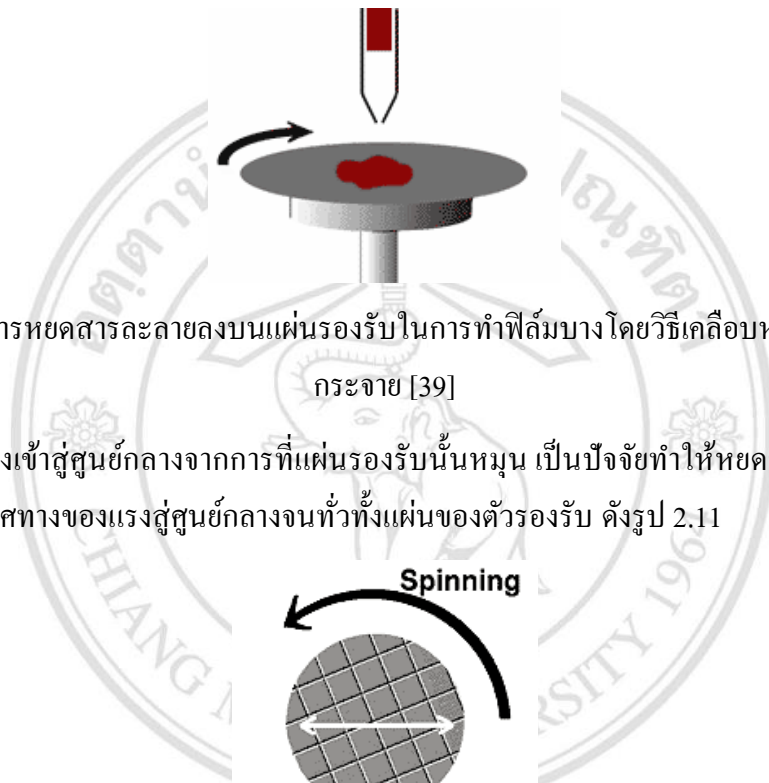 ารหยดสารละลายลงบนแผ่นรองรับในการทำฟิล์มบางโดยวิธีเคลือบห
กระจาย [39]
งเข้าสู่ศูนย์กลางจากการที่แผ่นรองรับนั้นหมุน เป็นปัจจัยทำให้หยด
ศทางของแรงสู่ศูนย์กลางจนทั่วทั้งแผ่นของตัวรองรับ ดังรูป 2.11
Spinning